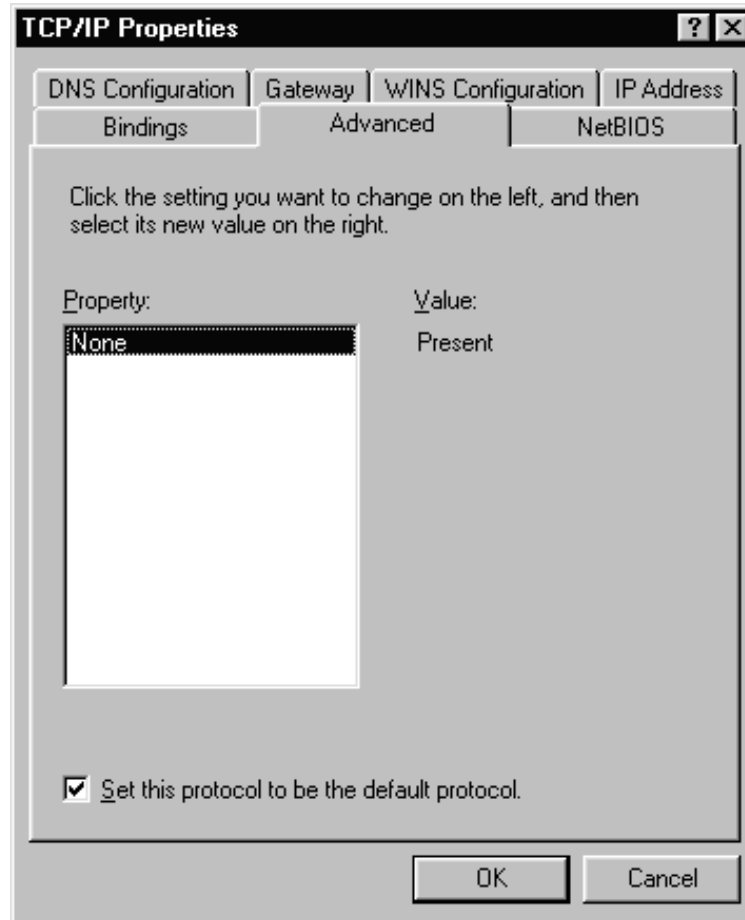 TCP/IP Properties
DNS Configuration Gateway WINS Configuration IP Address
Bindings Advanced NetBIOS
Click the setting you want to change on the left, and then
select its new value on the right.
Property: Value:
None Present
Set this protocol to be the default protocol.
OK Cancel